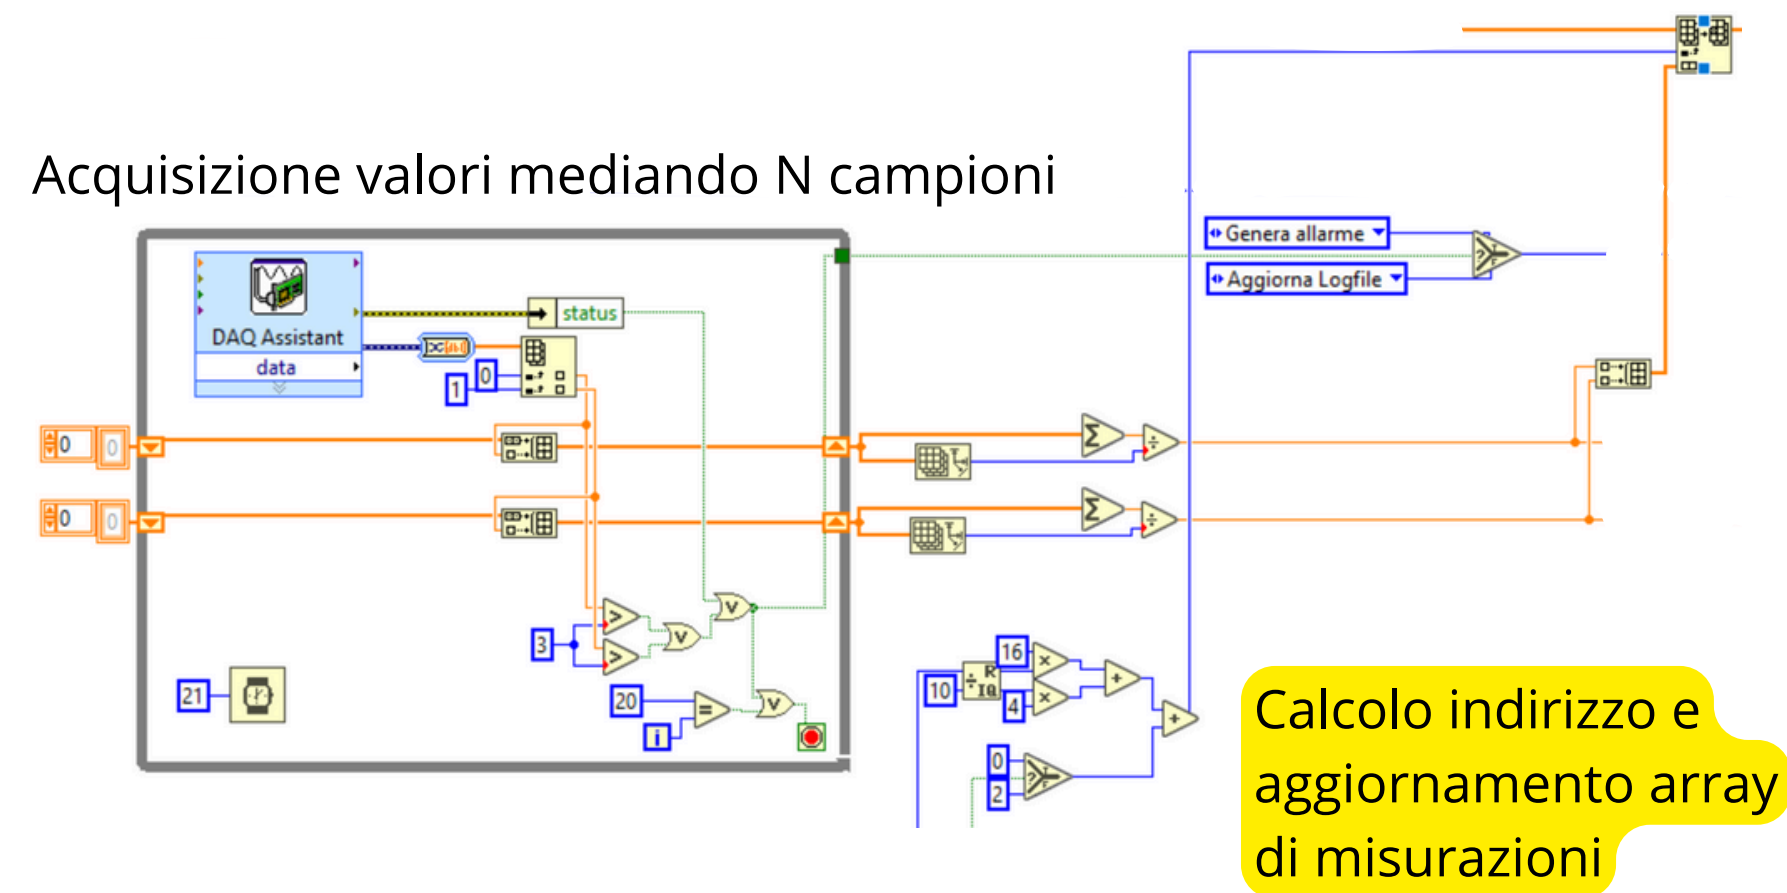 Acquisizione valori mediando N campioni
Genera allarme
Aggiorna Logfile
DAQ Assistant
data
status
0
1
0 0
0 0
3
21
20
i
16
10
R
IQ
4
0
2
Calcolo indirizzo e
aggiornamento array
di misurazioni